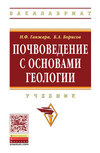 БАКАЛАВРИАТ
Н.Ф. Ганжара, Б.А. Борисов
ПОЧВОВЕДЕНИЕ
С ОСНОВАМИ
ГЕОЛОГИИ
УЧЕБНИК